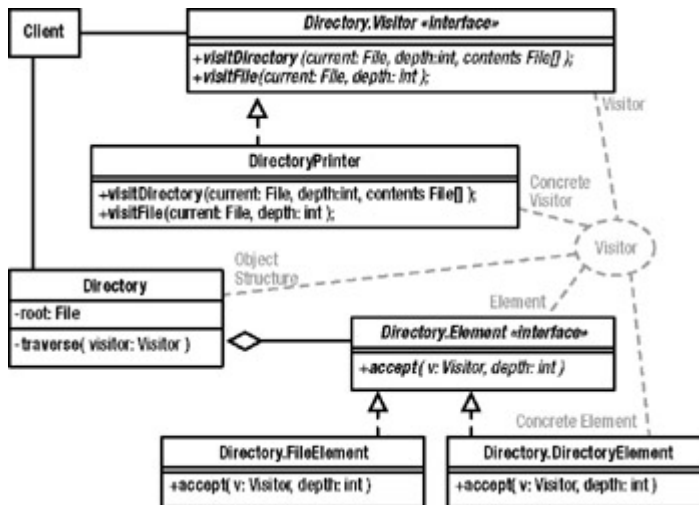 Client
Directory.Visitor «interface»
+visitDirectory (current: File, depth:int, contents File[] );
+visitFile(current: File, depth: int );
Visitor
DirectoryPrinter
+visitDirectory(current: File, depth:int, contents File[] );
+visitFile(current: File, depth: int );
Concrete
Visitor
Visitor
Object
Structure
Directory
-root: File
-traverse( visitor: Visitor )
Element
Directory.Element «interface»
+accept( v: Visitor, depth: int )
Concrete Element
Directory.FileElement
+accept( v: Visitor, depth: int )
Directory.DirectoryElement
+accept( v: Visitor, depth: int )